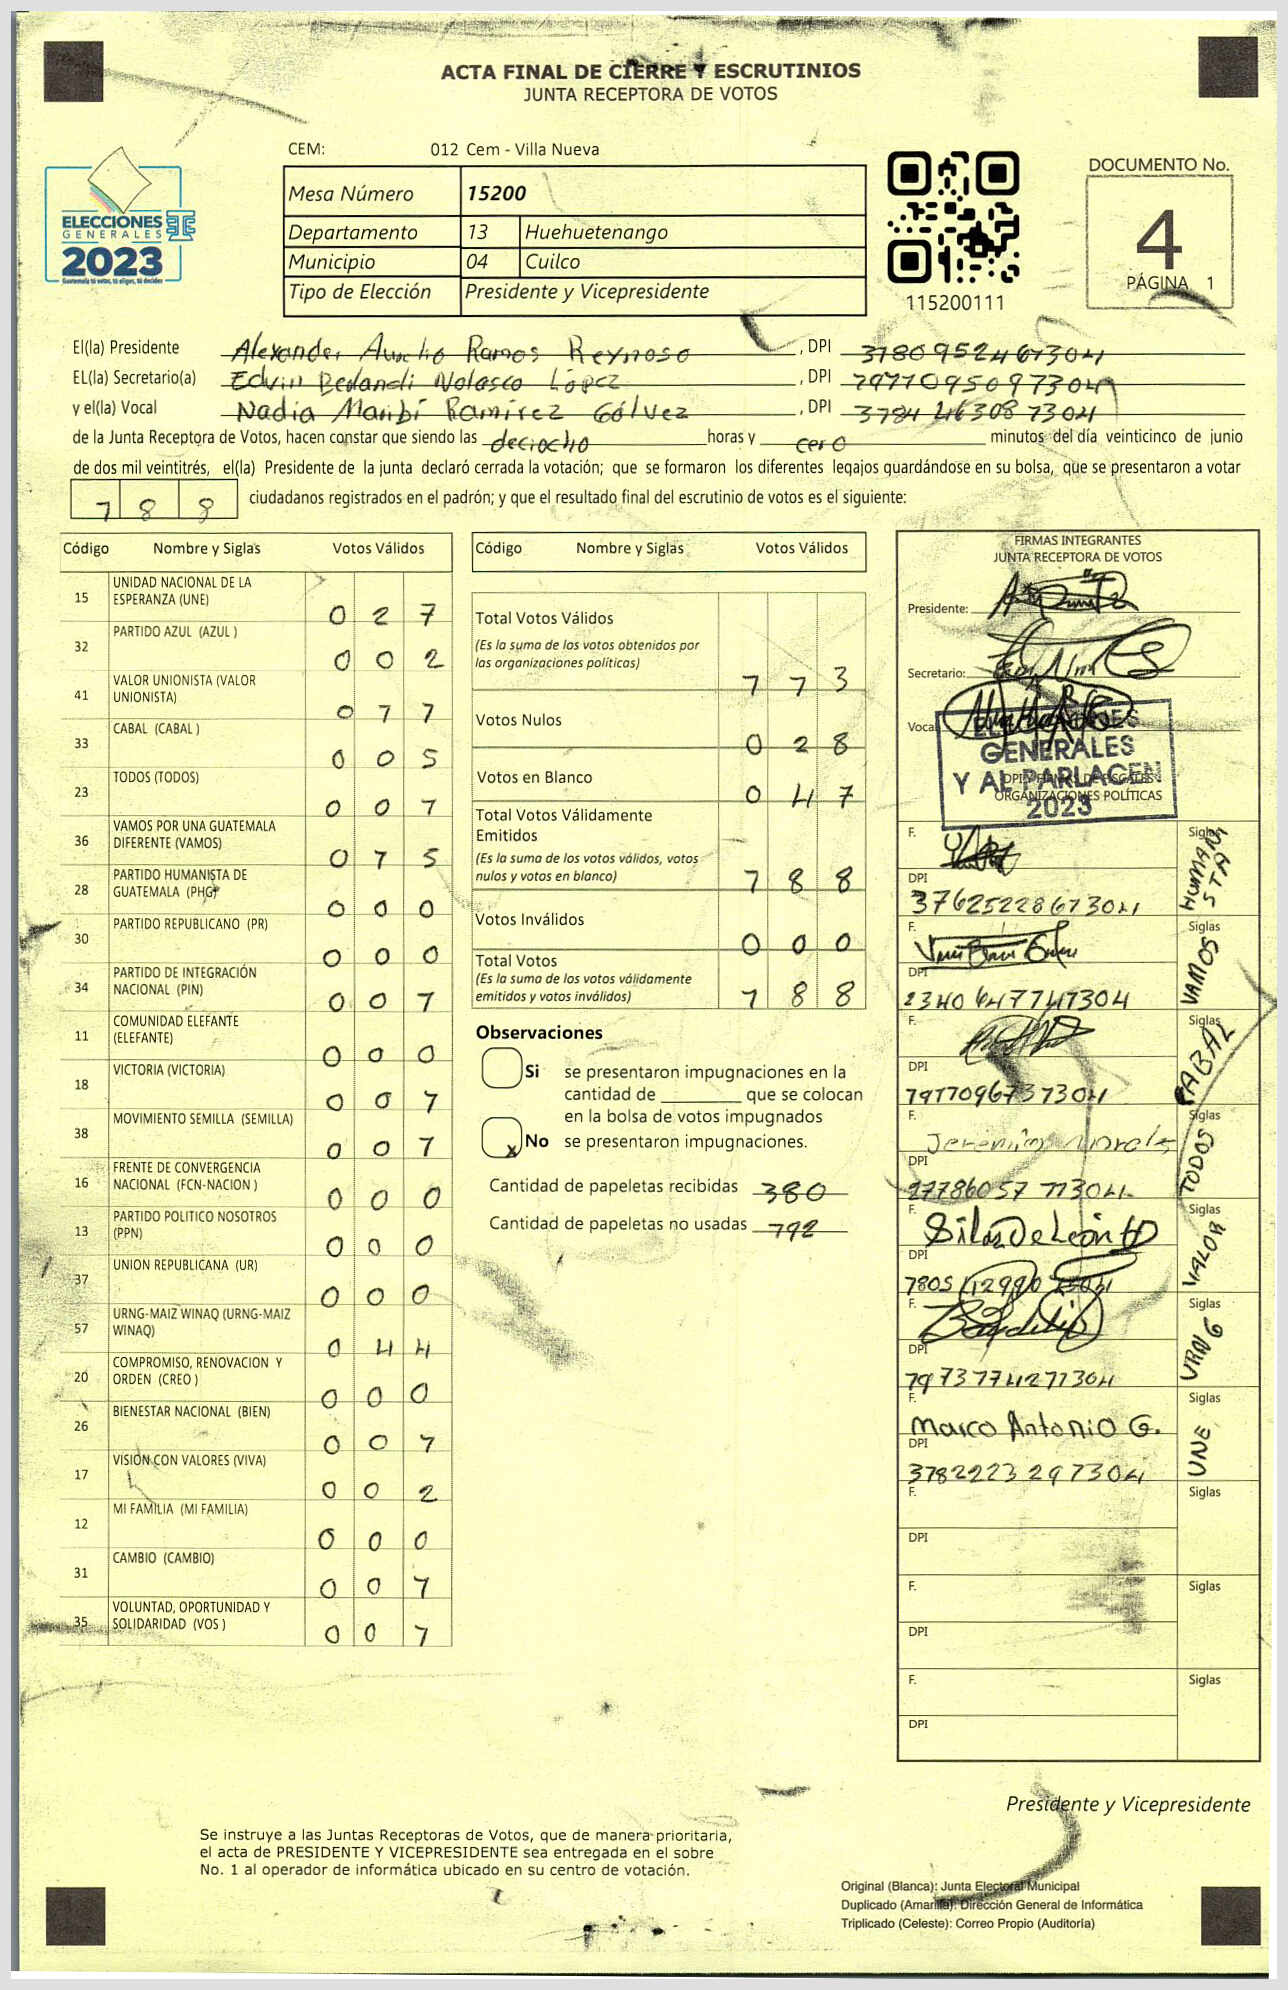 ACTA FINAL DE CIERRE Y ESCRUTINIOS
JUNTA RECEPTORA DE VOTOS
CEM: 012 Cem - Villa Nueva
ELECCIONES
GENERALES
2023
Guatemala tú votas, tú eliges, tú decides
Mesa Número 15200
Departamento 13 Huehuetenango
Municipio 04 Cuilco
Tipo de Elección Presidente y Vicepresidente
115200111
DOCUMENTO No.
4
PÁGINA 1
El(la) Presidente Alexander Ramos Reynoso, DPI
EL(la) Secretario(a) Edvin Nolasco López, DPI
y el(la) Vocal Nadia Maribí Ramírez Gálvez, DPI
de la Junta Receptora de Votos, hacen constar que siendo las deciocho horas y cero minutos del día veinticinco de junio
de dos mil veintitrés, el(la) Presidente de la junta declaró cerrada la votación; que se formaron los diferentes legajos guardándose en su bolsa, que se presentaron a votar
7 8 8 ciudadanos registrados en el padrón; y que el resultado final del escrutinio de votos es el siguiente:
Código Nombre y Siglas Votos Válidos
15 UNIDAD NACIONAL DE LA ESPERANZA (UNE) 0 2 7
32 PARTIDO AZUL (AZUL ) 0 0 2
41 VALOR UNIONISTA (VALOR UNIONISTA) 0 7 7
33 CABAL (CABAL ) 0 0 5
23 TODOS (TODOS) 0 0 7
36 VAMOS POR UNA GUATEMALA DIFERENTE (VAMOS) 0 7 5
28 PARTIDO HUMANISTA DE GUATEMALA (PHG) 0 0 0
30 PARTIDO REPUBLICANO (PR) 0 0 0
34 PARTIDO DE INTEGRACIÓN NACIONAL (PIN) 0 0 7
11 COMUNIDAD ELEFANTE (ELEFANTE) 0 0 0
18 VICTORIA (VICTORIA) 0 0 7
38 MOVIMIENTO SEMILLA (SEMILLA) 0 0 7
16 FRENTE DE CONVERGENCIA NACIONAL (FCN-NACION ) 0 0 0
13 PARTIDO POLITICO NOSOTROS (PPN) 0 0 0
37 UNION REPUBLICANA (UR) 0 0 0
57 URNG-MAIZ WINAQ (URNG-MAIZ WINAQ) 0 4 4
20 COMPROMISO, RENOVACION Y ORDEN (CREO ) 0 0 0
26 BIENESTAR NACIONAL (BIEN) 0 0 7
17 VISION CON VALORES (VIVA) 0 0 2
12 MI FAMILIA (MI FAMILIA) 0 0 0
31 CAMBIO (CAMBIO) 0 0 7
35 VOLUNTAD, OPORTUNIDAD Y SOLIDARIDAD (VOS ) 0 0 7
Código Nombre y Siglas Votos Válidos
Total Votos Válidos
(Es la suma de los votos obtenidos por
las organizaciones políticas) 7 7 3
Votos Nulos 0 2 8
Votos en Blanco 0 4 7
Total Votos Válidamente
Emitidos
(Es la suma de los votos válidos, votos
nulos y votos en blanco) 7 8 8
Votos Inválidos 0 0 0
Total Votos
(Es la suma de los votos válidamente
emitidos y votos inválidos) 7 8 8
Observaciones
Si se presentaron impugnaciones en la
cantidad de ________ que se colocan
en la bolsa de votos impugnados
x No se presentaron impugnaciones.
Cantidad de papeletas recibidas 380
Cantidad de papeletas no usadas 792
FIRMAS INTEGRANTES
JUNTA RECEPTORA DE VOTOS
Presidente:
Secretario:
Vocal
ELECCIONES
GENERALES
Y AL PARLACEN
2023
DPI Y FIRMAS DE FISCALES
ORGANIZACIONES POLÍTICAS
F. Siglas HUMANISTA
DPI
F. Siglas VAMOS
DPI
F. Siglas CABAL
DPI
F. Jeremías Morales Siglas TODOS
DPI
F. Silas De León Siglas VALOR
DPI
F. Siglas URNG
DPI
F. Marco Antonio G. Siglas UNE
DPI 3782223297304
F. Siglas
DPI
F. Siglas
DPI
F. Siglas
DPI
Presidente y Vicepresidente
Se instruye a las Juntas Receptoras de Votos, que de manera prioritaria,
el acta de PRESIDENTE Y VICEPRESIDENTE sea entregada en el sobre
No. 1 al operador de informática ubicado en su centro de votación.
Original (Blanca): Junta Electoral Municipal
Duplicado (Amarilla): Dirección General de Informática
Triplicado (Celeste): Correo Propio (Auditoría)